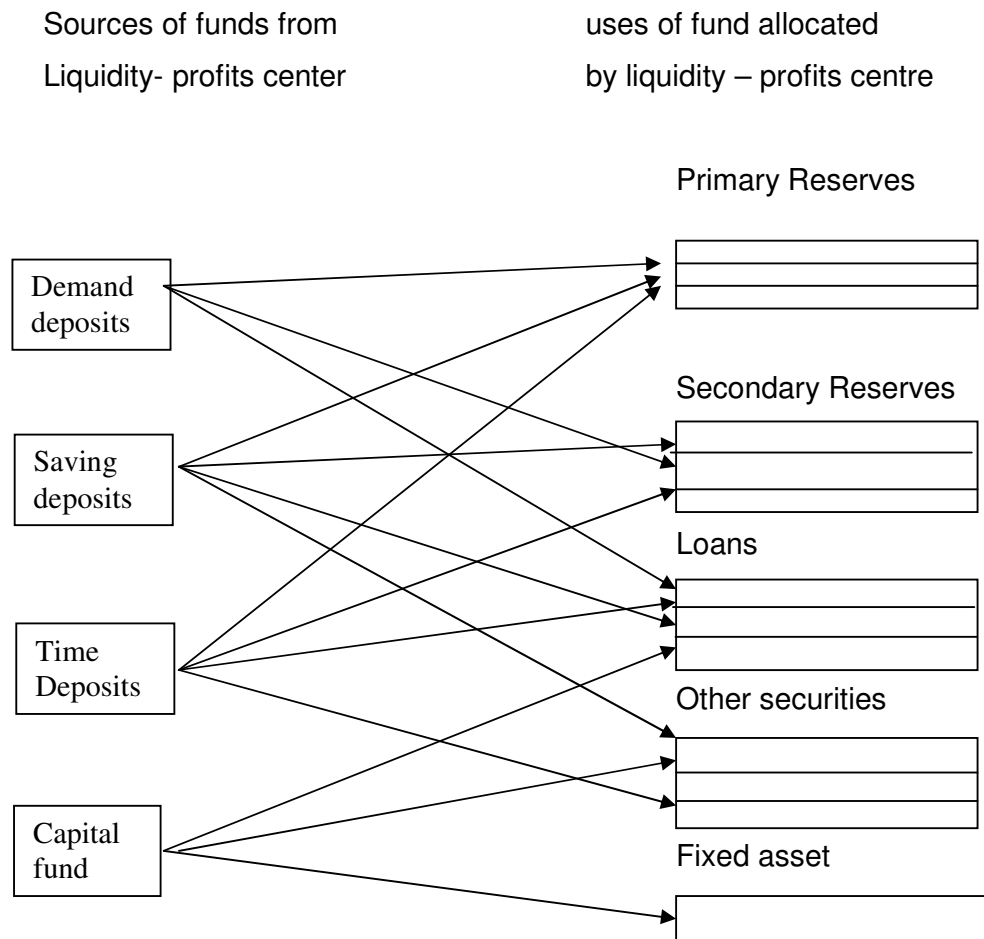 Sources of funds from
Liquidity- profits center
uses of fund allocated
by liquidity – profits centre
Primary Reserves
Demand
deposits
Secondary Reserves
Saving
deposits
Loans
Time
Deposits
Other securities
Capital
fund
Fixed asset